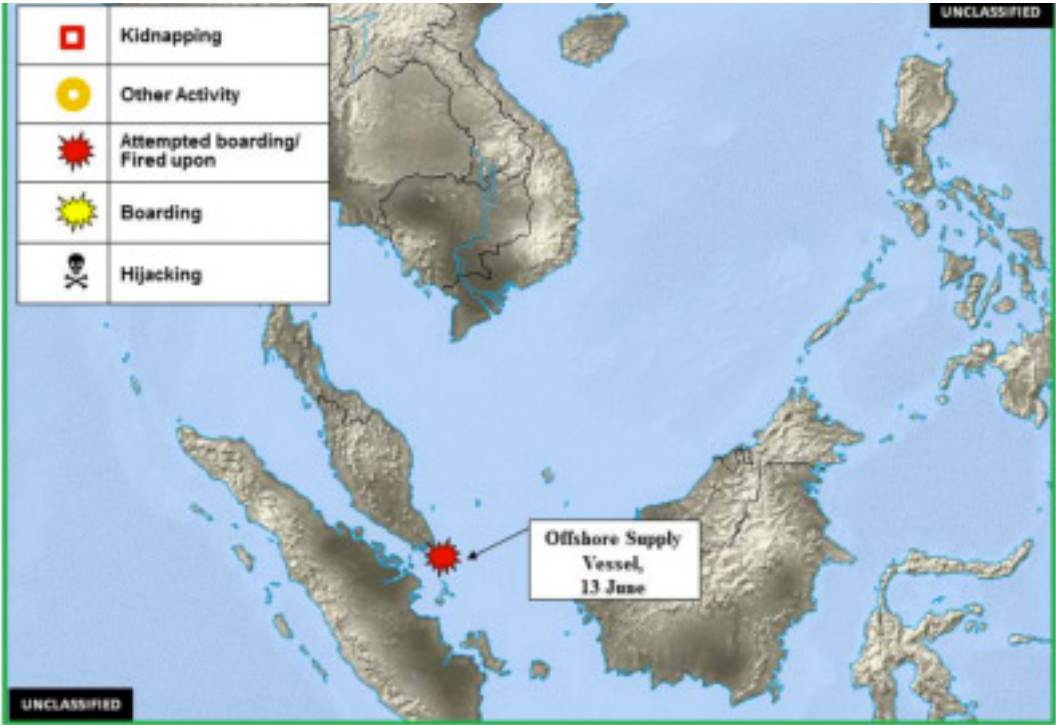 UNCLASSIFIED
Kidnapping
Other Activity
Attempted boarding/
Fired upon
Boarding
Hijacking
Offshore Supply
Vessel,
13 June
UNCLASSIFIED